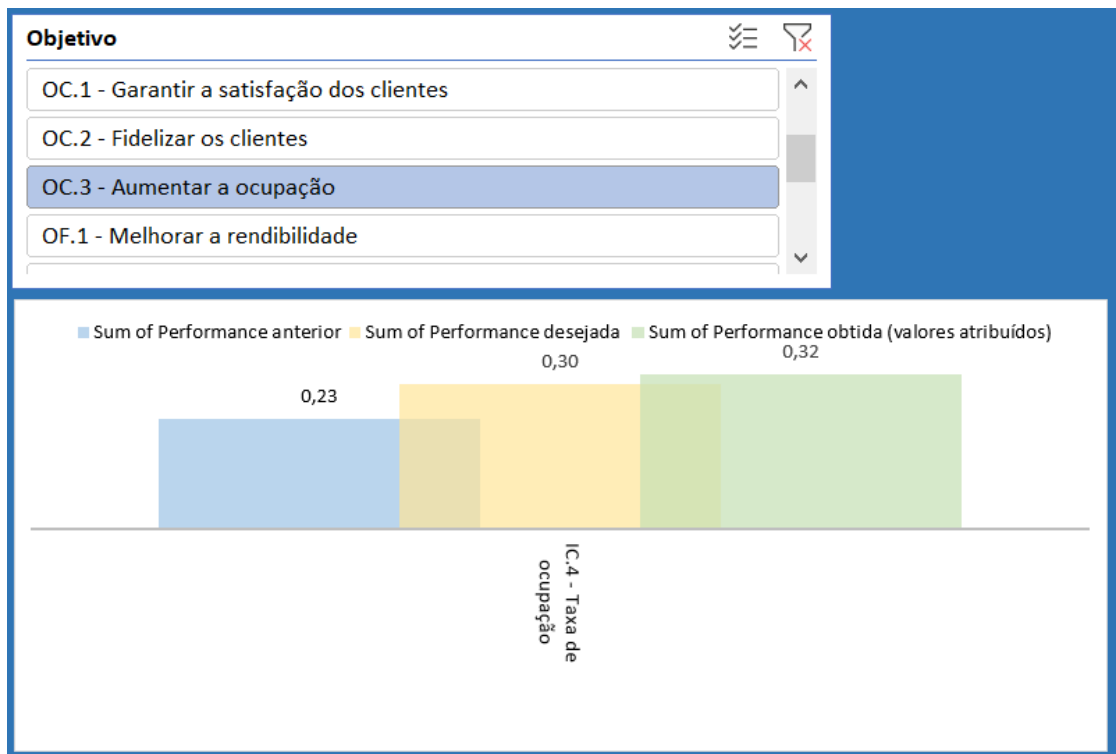 Objetivo
OC.1 - Garantir a satisfação dos clientes
OC.2 - Fidelizar os clientes
OC.3 - Aumentar a ocupação
OF.1 - Melhorar a rendibilidade
Sum of Performance anterior Sum of Performance desejada Sum of Performance obtida (valores atribuídos)
0,23
0,30
0,32
IC.4 - Taxa de
ocupação